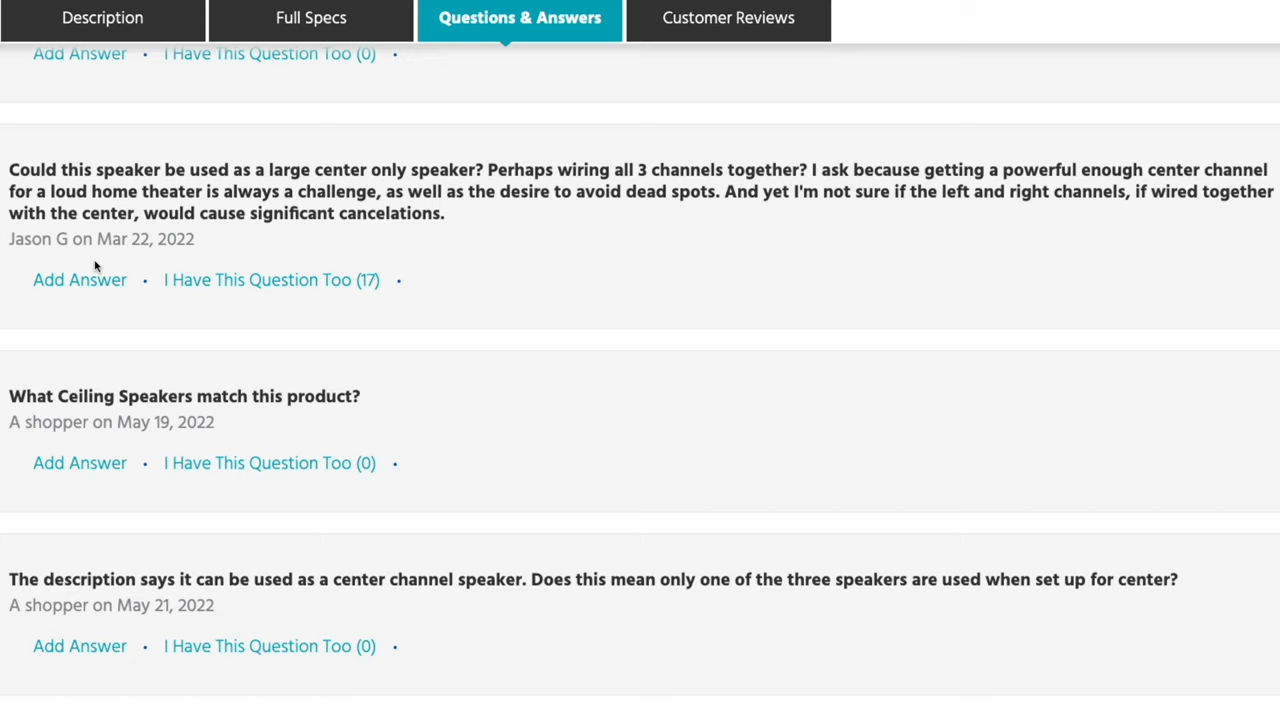 Description Full Specs Questions & Answers Customer Reviews
Add Answer • I Have This Question Too (0) •
Could this speaker be used as a large center only speaker? Perhaps wiring all 3 channels together? I ask because getting a powerful enough center channel
for a loud home theater is always a challenge, as well as the desire to avoid dead spots. And yet I'm not sure if the left and right channels, if wired together
with the center, would cause significant cancelations.
Jason G on Mar 22, 2022
Add Answer • I Have This Question Too (17) •
What Ceiling Speakers match this product?
A shopper on May 19, 2022
Add Answer • I Have This Question Too (0) •
The description says it can be used as a center channel speaker. Does this mean only one of the three speakers are used when set up for center?
A shopper on May 21, 2022
Add Answer • I Have This Question Too (0) •